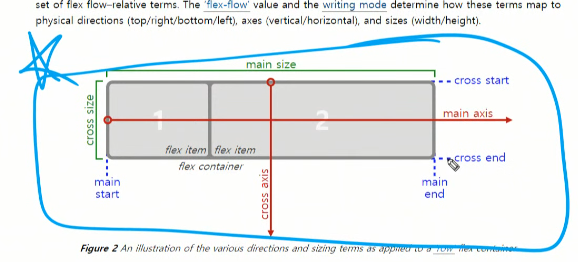 set of flex flow–relative terms. The 'flex-flow' value and the writing mode determine how these terms map to
physical directions (top/right/bottom/left), axes (vertical/horizontal), and sizes (width/height).
main size
cross start
cross size
1
2
main axis
flex item
flex item
cross end
flex container
main
start
cross axis
main
end
Figure 2 An illustration of the various directions and sizing terms as applied to a 'row' flex container.